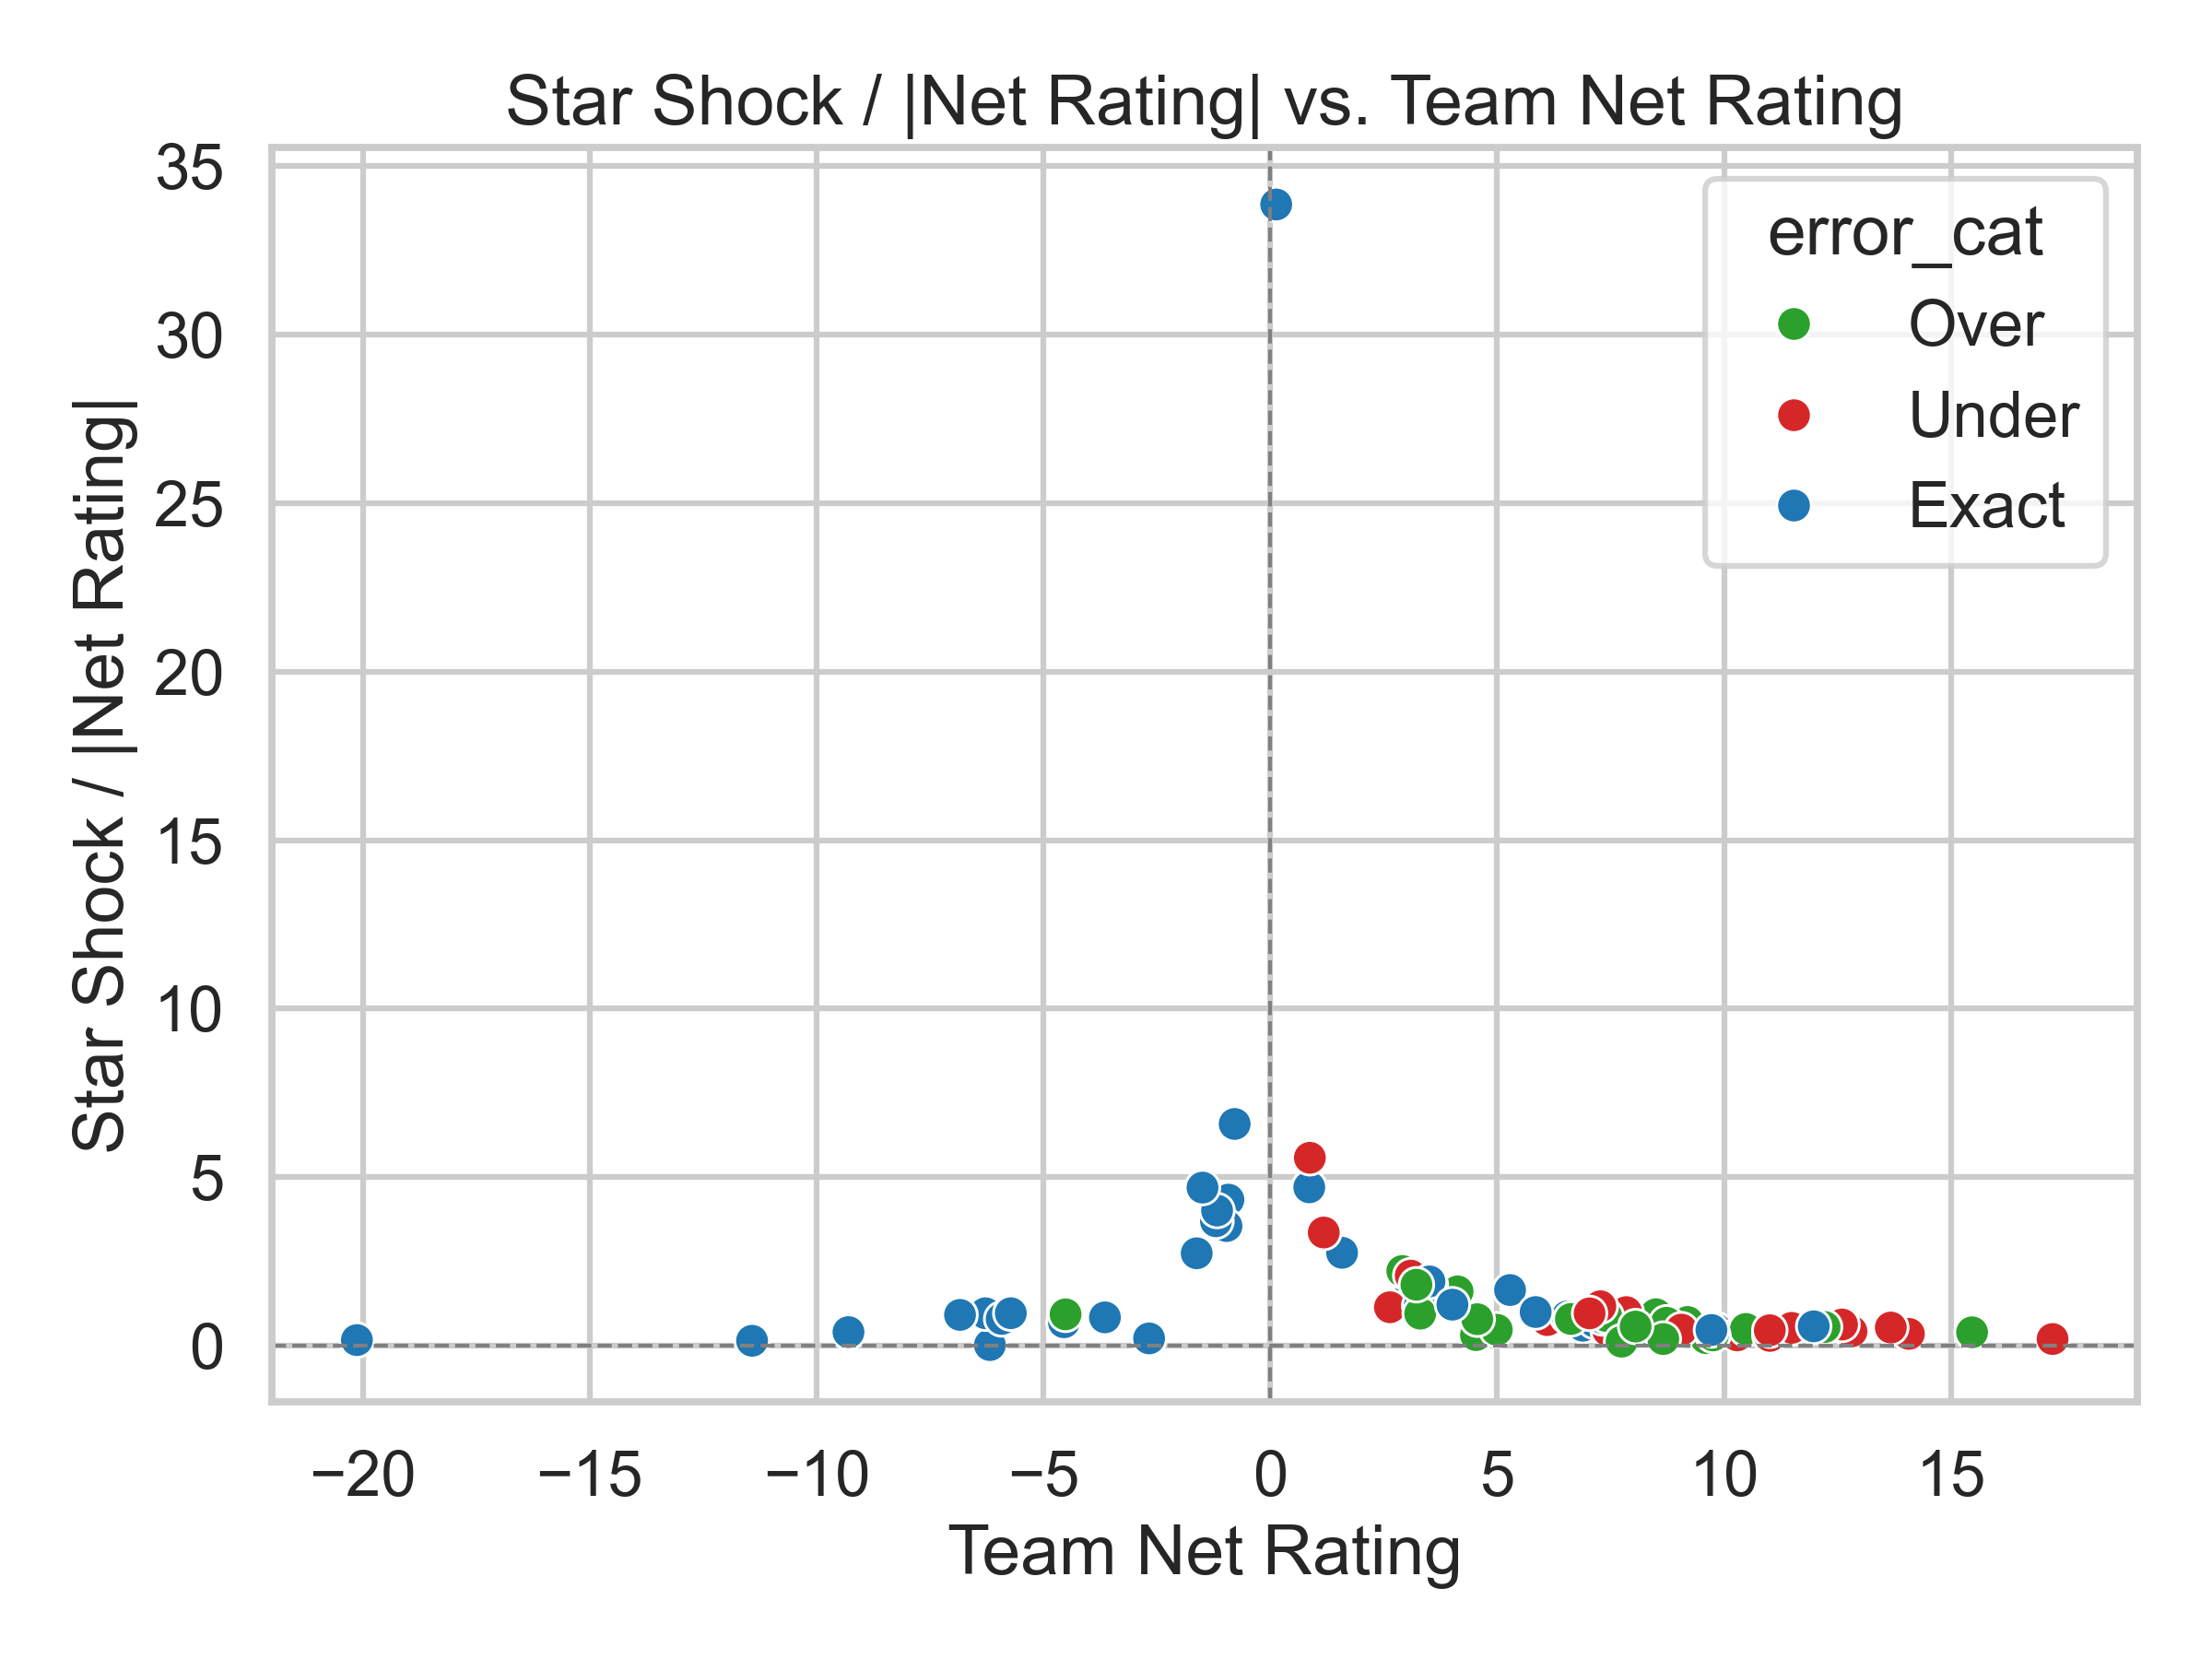 Star Shock / |Net Rating| vs. Team Net Rating
35
30
25
20
15
10
5
0
Star Shock / |Net Rating|
error_cat
Over
Under
Exact
−20 −15 −10 −5 0 5 10 15
Team Net Rating